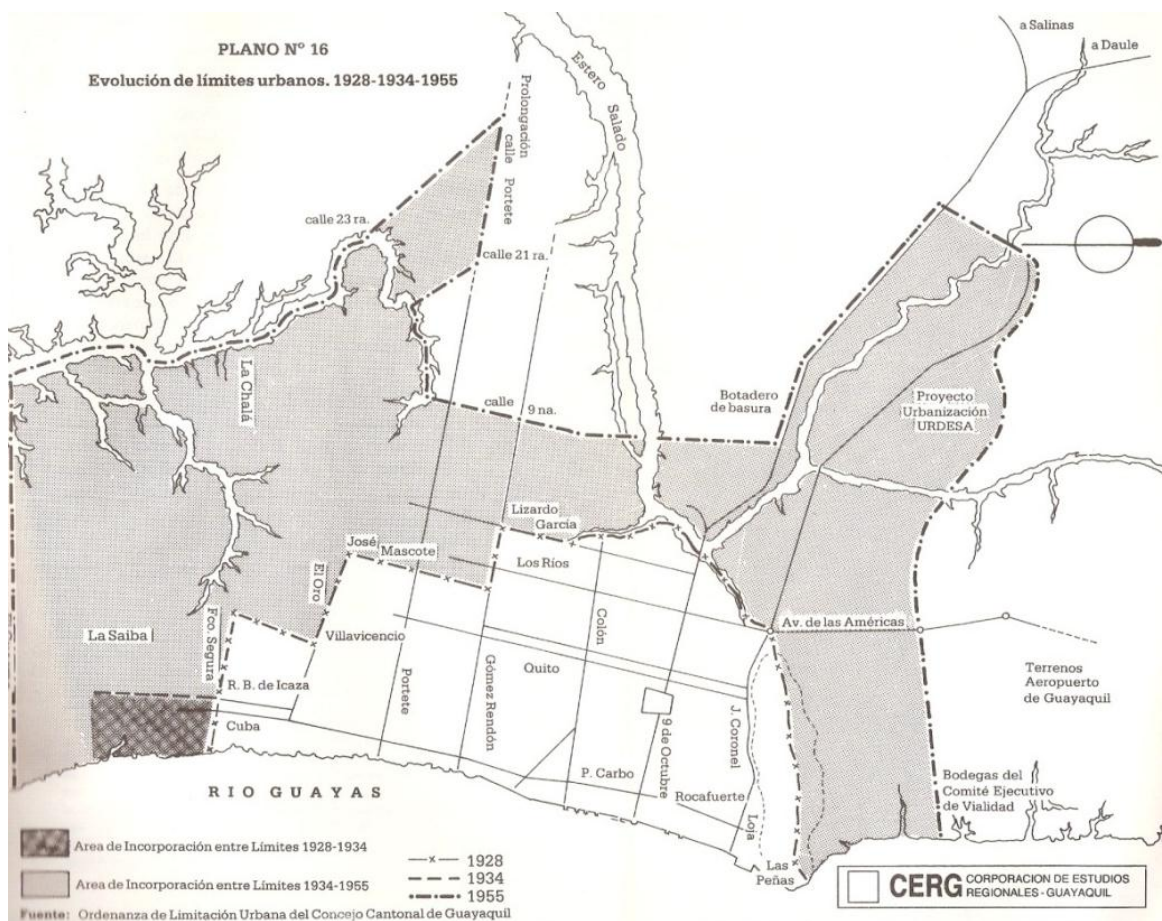 PLANO N° 16
Evolución de límites urbanos. 1928-1934-1955
a Salinas
a Daule
Estero Salado
Prolongación
calle Portete
calle 23 ra.
calle 21 ra.
La Chalá
calle 9 na.
Botadero
de basura
Proyecto
Urbanización
URDESA
Lizardo
García
José Mascote
Los Ríos
El Oro
Fco. Segura
La Saiba
Villavicencio
Colón
Av. de las Américas
R. B. de Icaza
Portete
Gómez Rendón
Quito
Terrenos
Aeropuerto
de Guayaquil
Cuba
9 de Octubre
J. Coronel
P. Carbo
Rocafuerte
Loja
Bodegas del
Comité Ejecutivo
de Vialidad
RIO GUAYAS
Las
Peñas
Area de Incorporación entre Límites 1928-1934
Area de Incorporación entre Límites 1934-1955
1928
1934
1955
Fuente: Ordenanza de Limitación Urbana del Concejo Cantonal de Guayaquil
CERG CORPORACION DE ESTUDIOS
REGIONALES - GUAYAQUIL